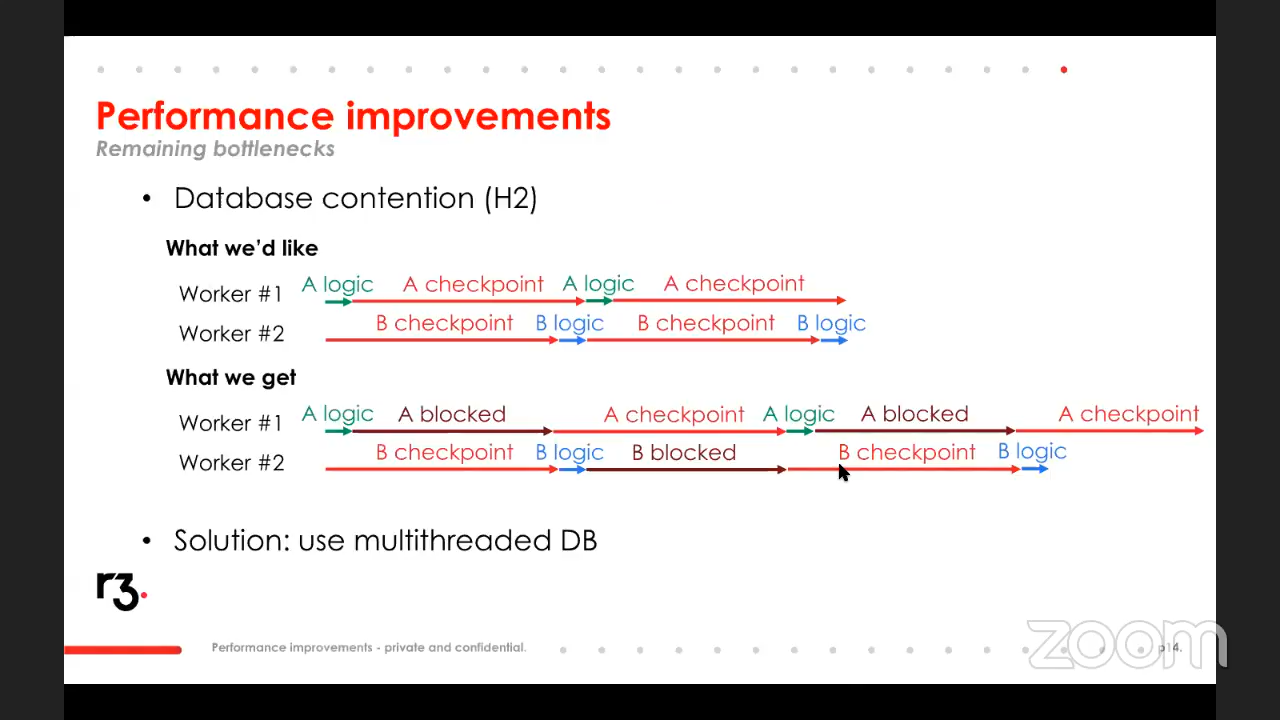 Performance improvements
Remaining bottlenecks
• Database contention (H2)
What we'd like
A logic A checkpoint A logic A checkpoint
Worker #1
B checkpoint B logic B checkpoint B logic
Worker #2
What we get
A logic A blocked A checkpoint A logic A blocked A checkpoint
Worker #1
B checkpoint B logic B blocked B checkpoint B logic
Worker #2
• Solution: use multithreaded DB
r3.
Performance improvements - private and confidential.
p14.
zoom